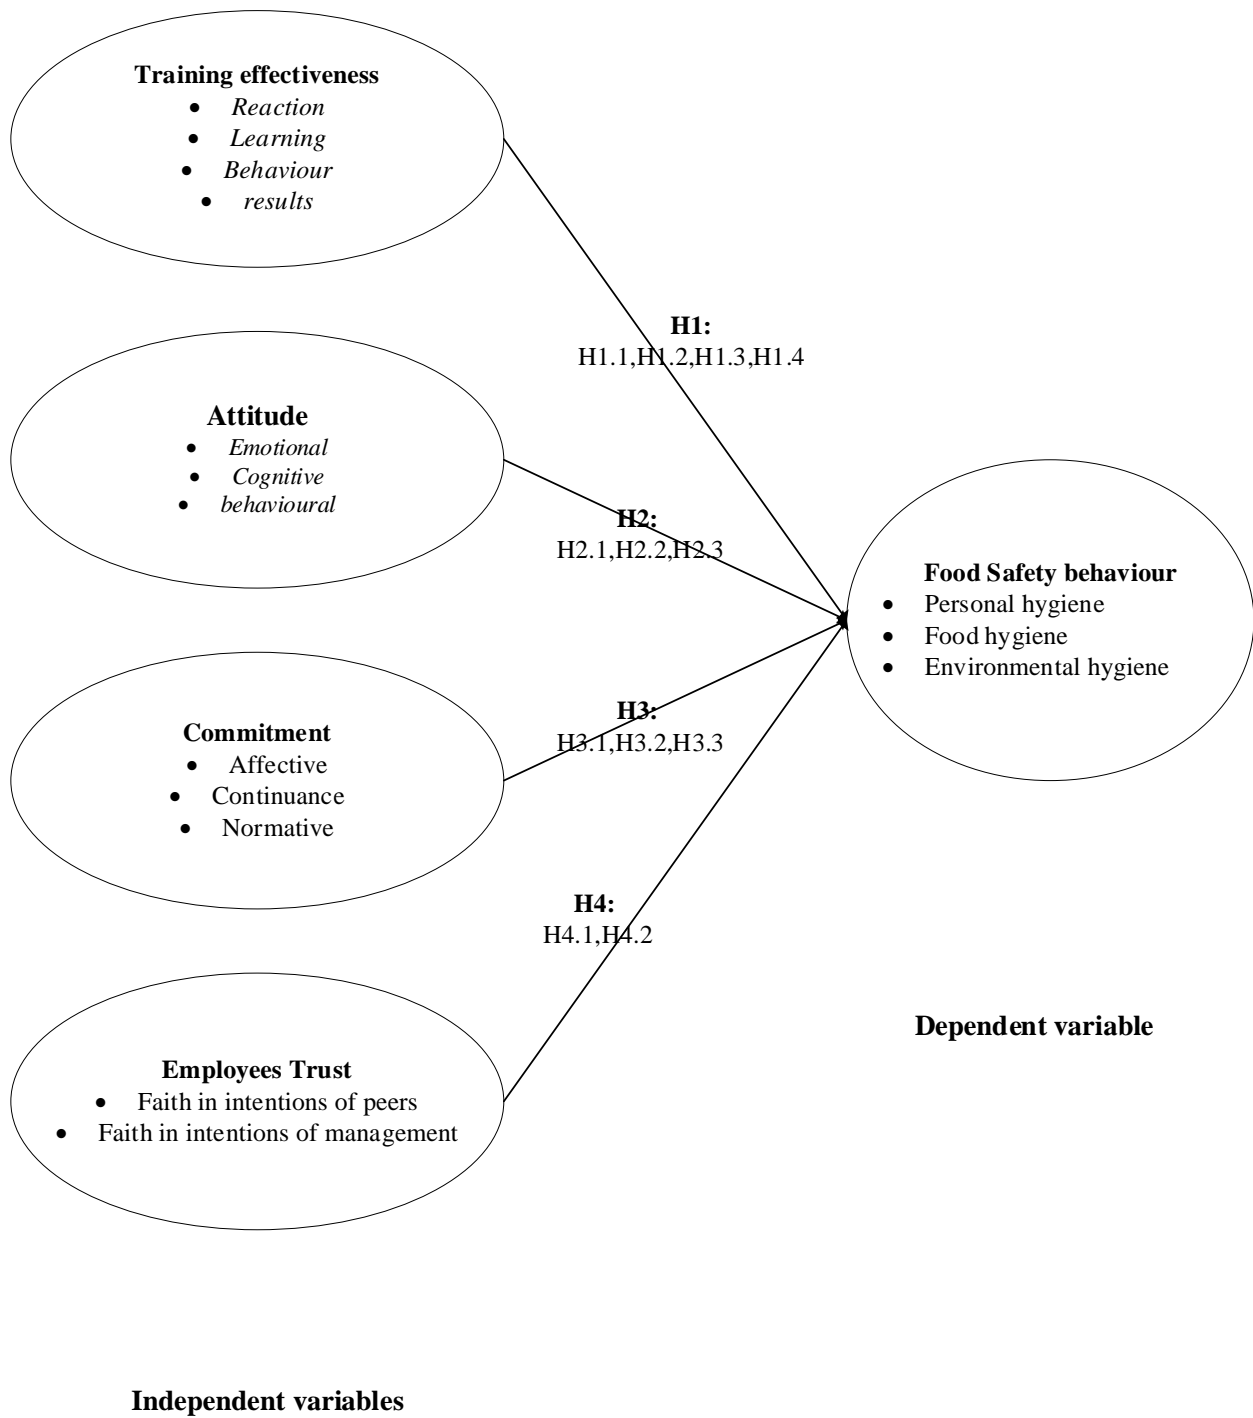 Training effectiveness
• Reaction
• Learning
• Behaviour
• results
H1:
H1.1,H1.2,H1.3,H1.4
Attitude
• Emotional
• Cognitive
• behavioural
H2:
H2.1,H2.2,H2.3
Food Safety behaviour
• Personal hygiene
• Food hygiene
• Environmental hygiene
Commitment
• Affective
• Continuance
• Normative
H3:
H3.1,H3.2,H3.3
H4:
H4.1,H4.2
Employees Trust
• Faith in intentions of peers
• Faith in intentions of management
Dependent variable
Independent variables